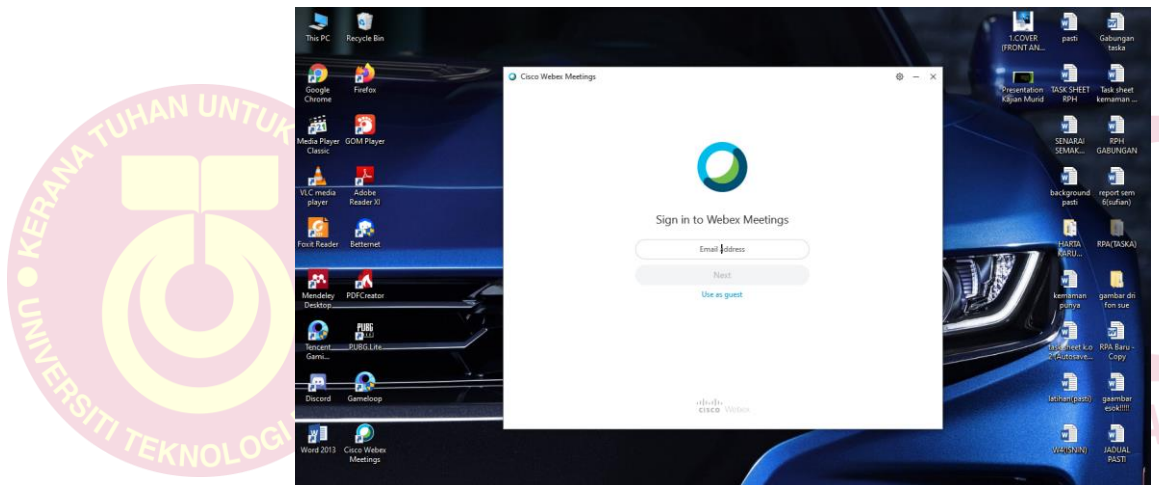 KERANA TUHAN UNTUK
UNIVERSITI TEKNOLOGI
This PC
Recycle Bin
Google
Chrome
Firefox
Media Player
Classic
GOM Player
VLC media
player
Adobe
Reader XI
Foxit Reader
Betternet
Mendeley
Desktop
PDFCreator
Tencent
Gami...
PUBG Lite
Discord
Gameloop
Word 2013
Cisco Webex
Meetings
Cisco Webex Meetings
Sign in to Webex Meetings
Email address
Next
Use as guest
cisco Webex
1.COVER
(FRONT AN...
pasti
Gabungan
taska
Presentation
Kajian Murid
TASK SHEET
RPH
Task sheet
kemaman ...
SENARAI
SEMAK...
RPH
GABUNGAN
background
pasti
report sem
6(sufian)
HARTA
KARU...
RPA(TASKA)
kemaman
punya
gambar dri
fon sue
task sheet k.o
2 (Autosave...
RPA Baru -
Copy
latihan(pasti)
gaambar
esok!!!!!
W4(ISNIN)
JADUAL
PASTI